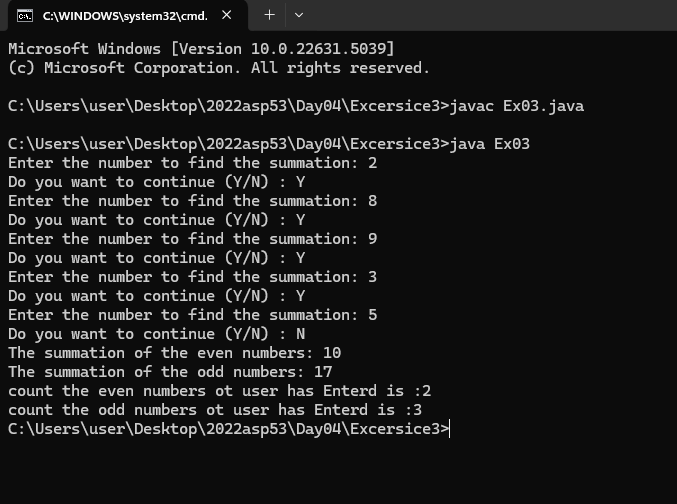 C:\WINDOWS\system32\cmd.
Microsoft Windows [Version 10.0.22631.5039]
(c) Microsoft Corporation. All rights reserved.
C:\Users\user\Desktop\2022asp53\Day04\Excersice3>javac Ex03.java
C:\Users\user\Desktop\2022asp53\Day04\Excersice3>java Ex03
Enter the number to find the summation: 2
Do you want to continue (Y/N) : Y
Enter the number to find the summation: 8
Do you want to continue (Y/N) : Y
Enter the number to find the summation: 9
Do you want to continue (Y/N) : Y
Enter the number to find the summation: 3
Do you want to continue (Y/N) : Y
Enter the number to find the summation: 5
Do you want to continue (Y/N) : N
The summation of the even numbers: 10
The summation of the odd numbers: 17
count the even numbers ot user has Enterd is :2
count the odd numbers ot user has Enterd is :3
C:\Users\user\Desktop\2022asp53\Day04\Excersice3>